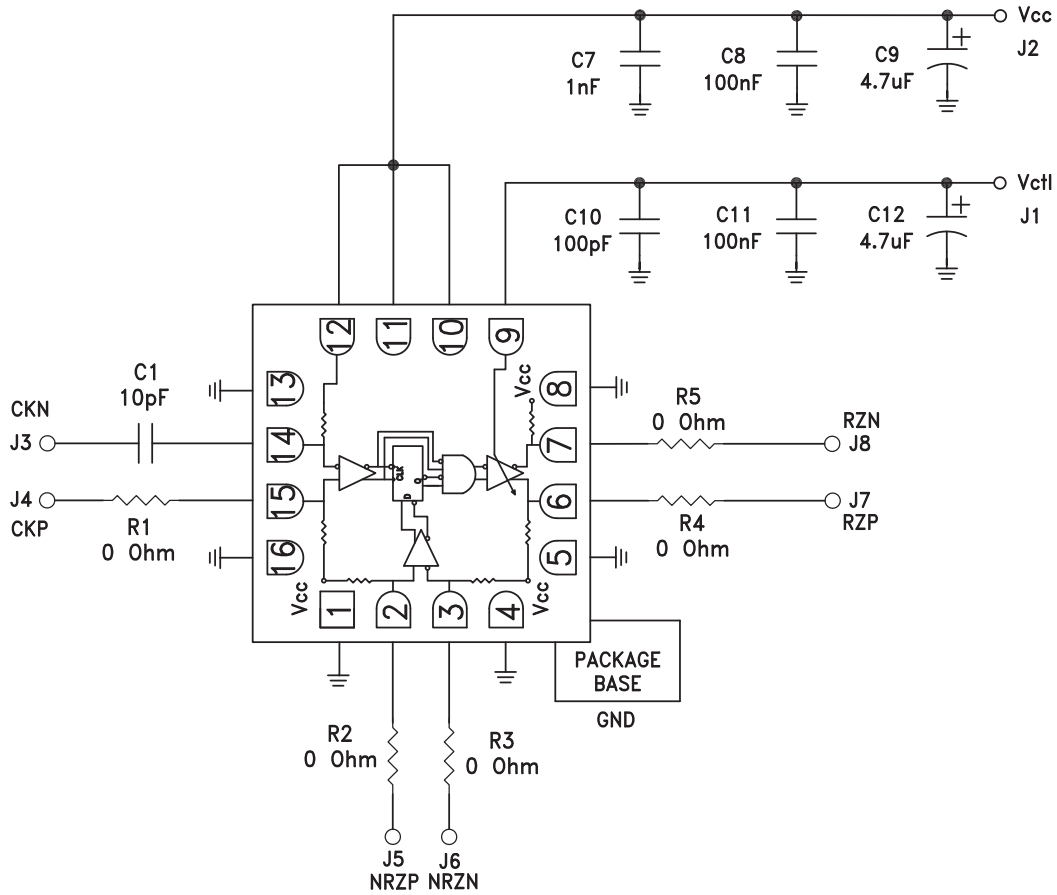 Vcc
J2
C7
1nF
C8
100nF
C9
4.7uF
+
Vctl
J1
C10
100pF
C11
100nF
C12
4.7uF
+
12
11
10
9
Vcc
13
8
C1
10pF
CKN
J3
14
7
R5
0 Ohm
RZN
J8
CLK
Q
D
J4
CKP
R1
0 Ohm
15
6
R4
0 Ohm
J7
RZP
16
5
Vcc
1
2
3
4
Vcc
PACKAGE
BASE
GND
R2
0 Ohm
R3
0 Ohm
J5
NRZP
J6
NRZN